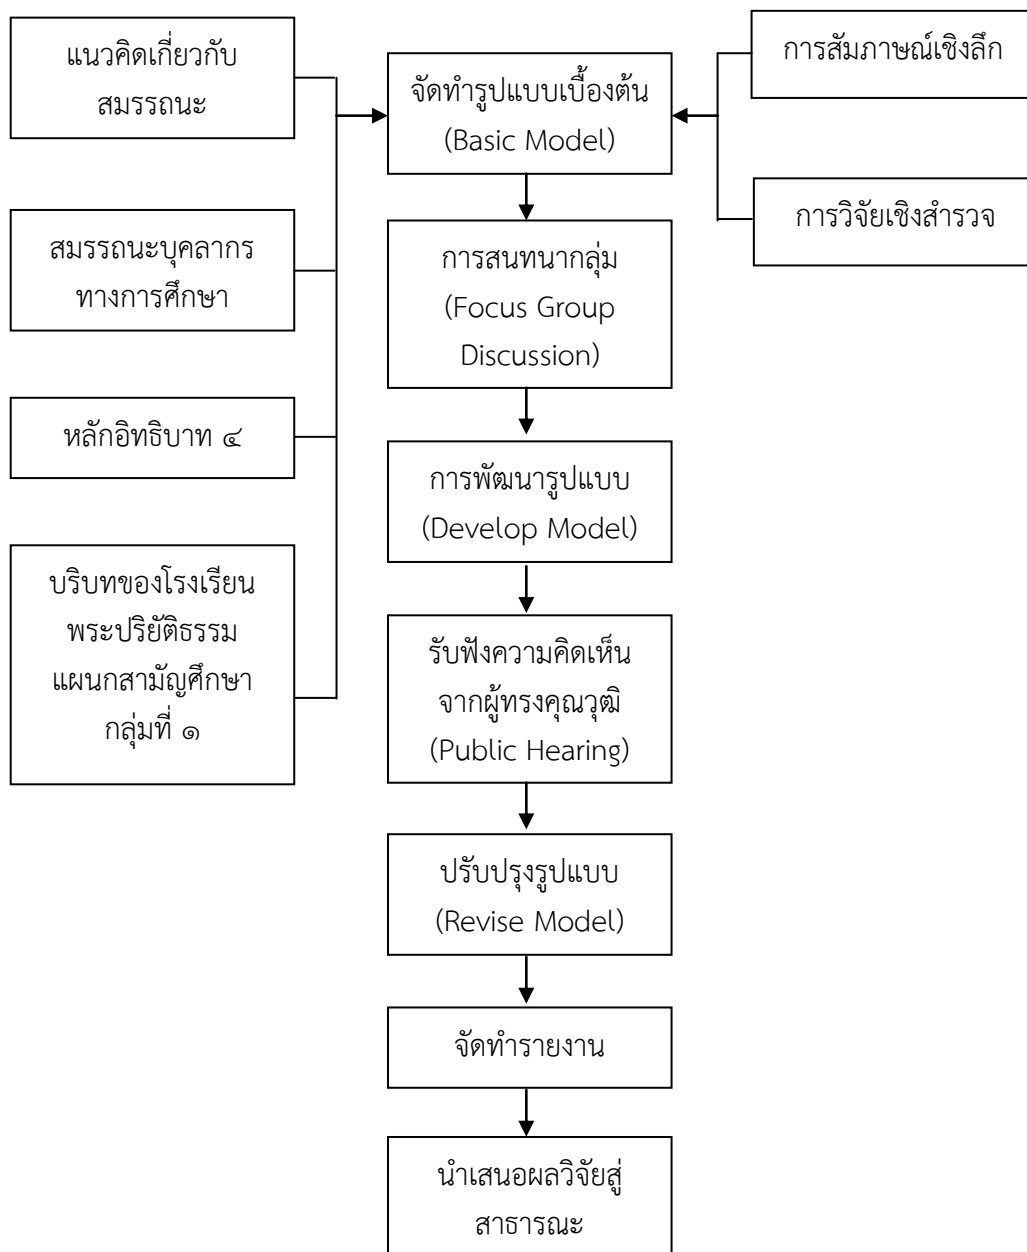 แนวคิดเกี่ยวกับ
สมรรถนะ
สมรรถนะบุคลากร
ทางการศึกษา
หลักอิทธิบาท ๔
บริบทของโรงเรียน
พระปริยัติธรรม
แผนกสามัญศึกษา
กลุ่มที่ ๑
จัดทำรูปแบบเบื้องต้น
(Basic Model)
การสนทนากลุ่ม
(Focus Group
Discussion)
การพัฒนารูปแบบ
(Develop Model)
รับฟังความคิดเห็น
จากผู้ทรงคุณวุฒิ
(Public Hearing)
ปรับปรุงรูปแบบ
(Revise Model)
จัดทำรายงาน
นำเสนอผลวิจัยสู่
สาธารณะ
การสัมภาษณ์เชิงลึก
การวิจัยเชิงสำรวจ